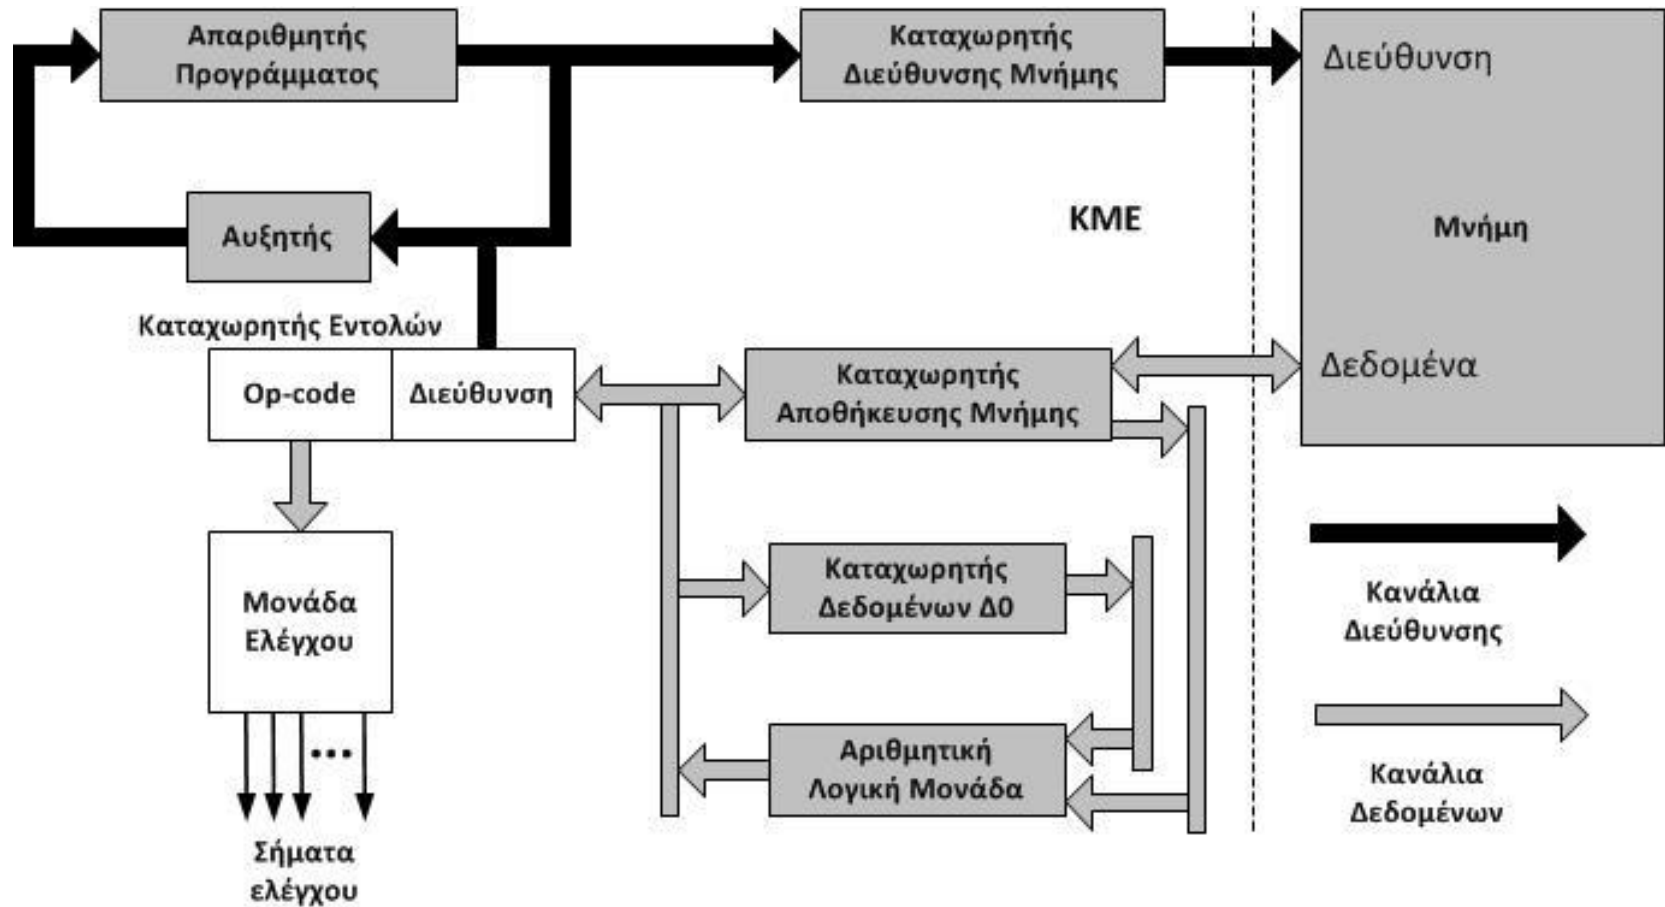 Απαριθμητής
Προγράμματος
Καταχωρητής
Διεύθυνσης Μνήμης
Διεύθυνση
Αυξητής
ΚΜΕ
Μνήμη
Καταχωρητής Εντολών
Op-code
Διεύθυνση
Καταχωρητής
Αποθήκευσης Μνήμης
Δεδομένα
Μονάδα
Ελέγχου
Καταχωρητής
Δεδομένων Δ0
Κανάλια
Διεύθυνσης
Αριθμητική
Λογική Μονάδα
Κανάλια
Δεδομένων
...
Σήματα
ελέγχου